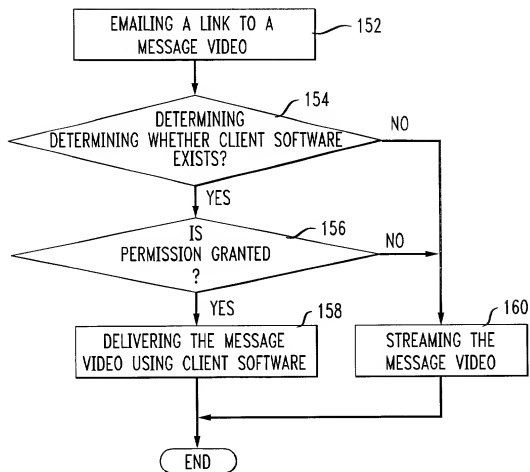 EMAILING A LINK TO A
MESSAGE VIDEO
152
154
DETERMINING
DETERMINING WHETHER CLIENT SOFTWARE
EXISTS?
NO
YES
156
IS
PERMISSION GRANTED
?
NO
YES
158
DELIVERING THE MESSAGE
VIDEO USING CLIENT SOFTWARE
160
STREAMING THE
MESSAGE VIDEO
END